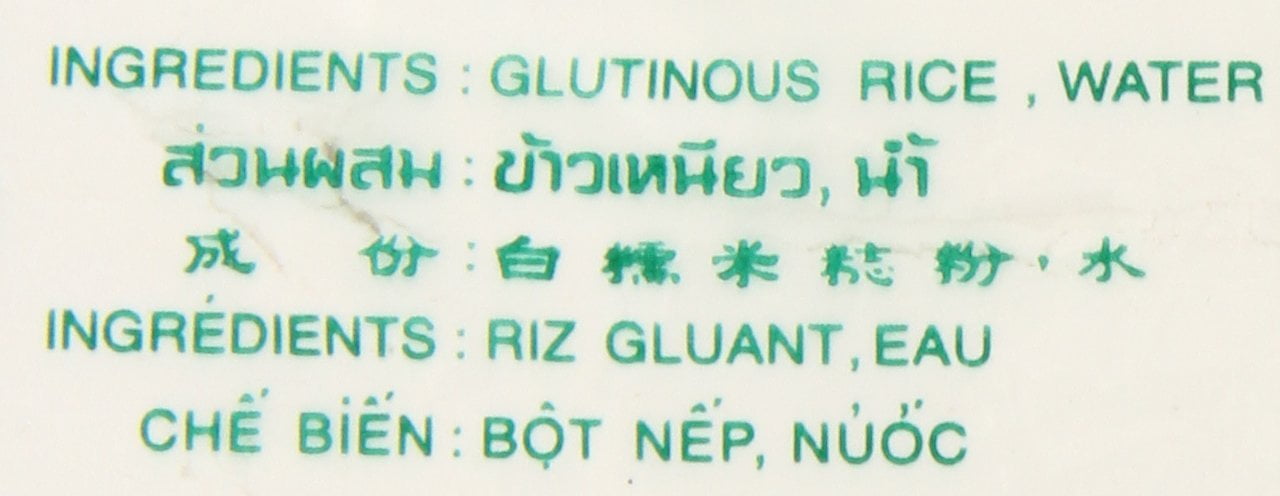 INGREDIENTS : GLUTINOUS RICE , WATER
ส่วนผสม : ข้าวเหนียว, น้ำ
成 份 : 白 糯 米 粉 , 水
INGRÉDIENTS : RIZ GLUANT, EAU
CHẾ BIẾN : BỘT NẾP, NƯỚC